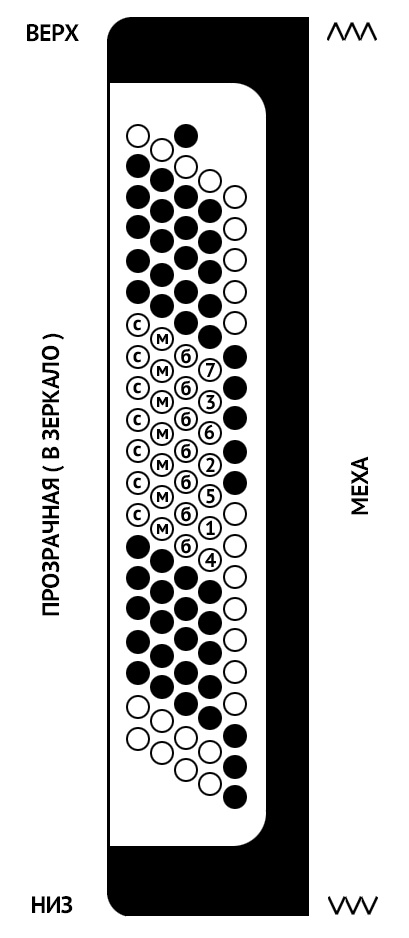 ВЕРХ
ПРОЗРАЧНАЯ ( В ЗЕРКАЛО )
с
м
с б
м 7
с б
м 3
с б
м 6
с б
м 2
с б
м 5
с б
м 1
б
4
МЕХА
НИЗ